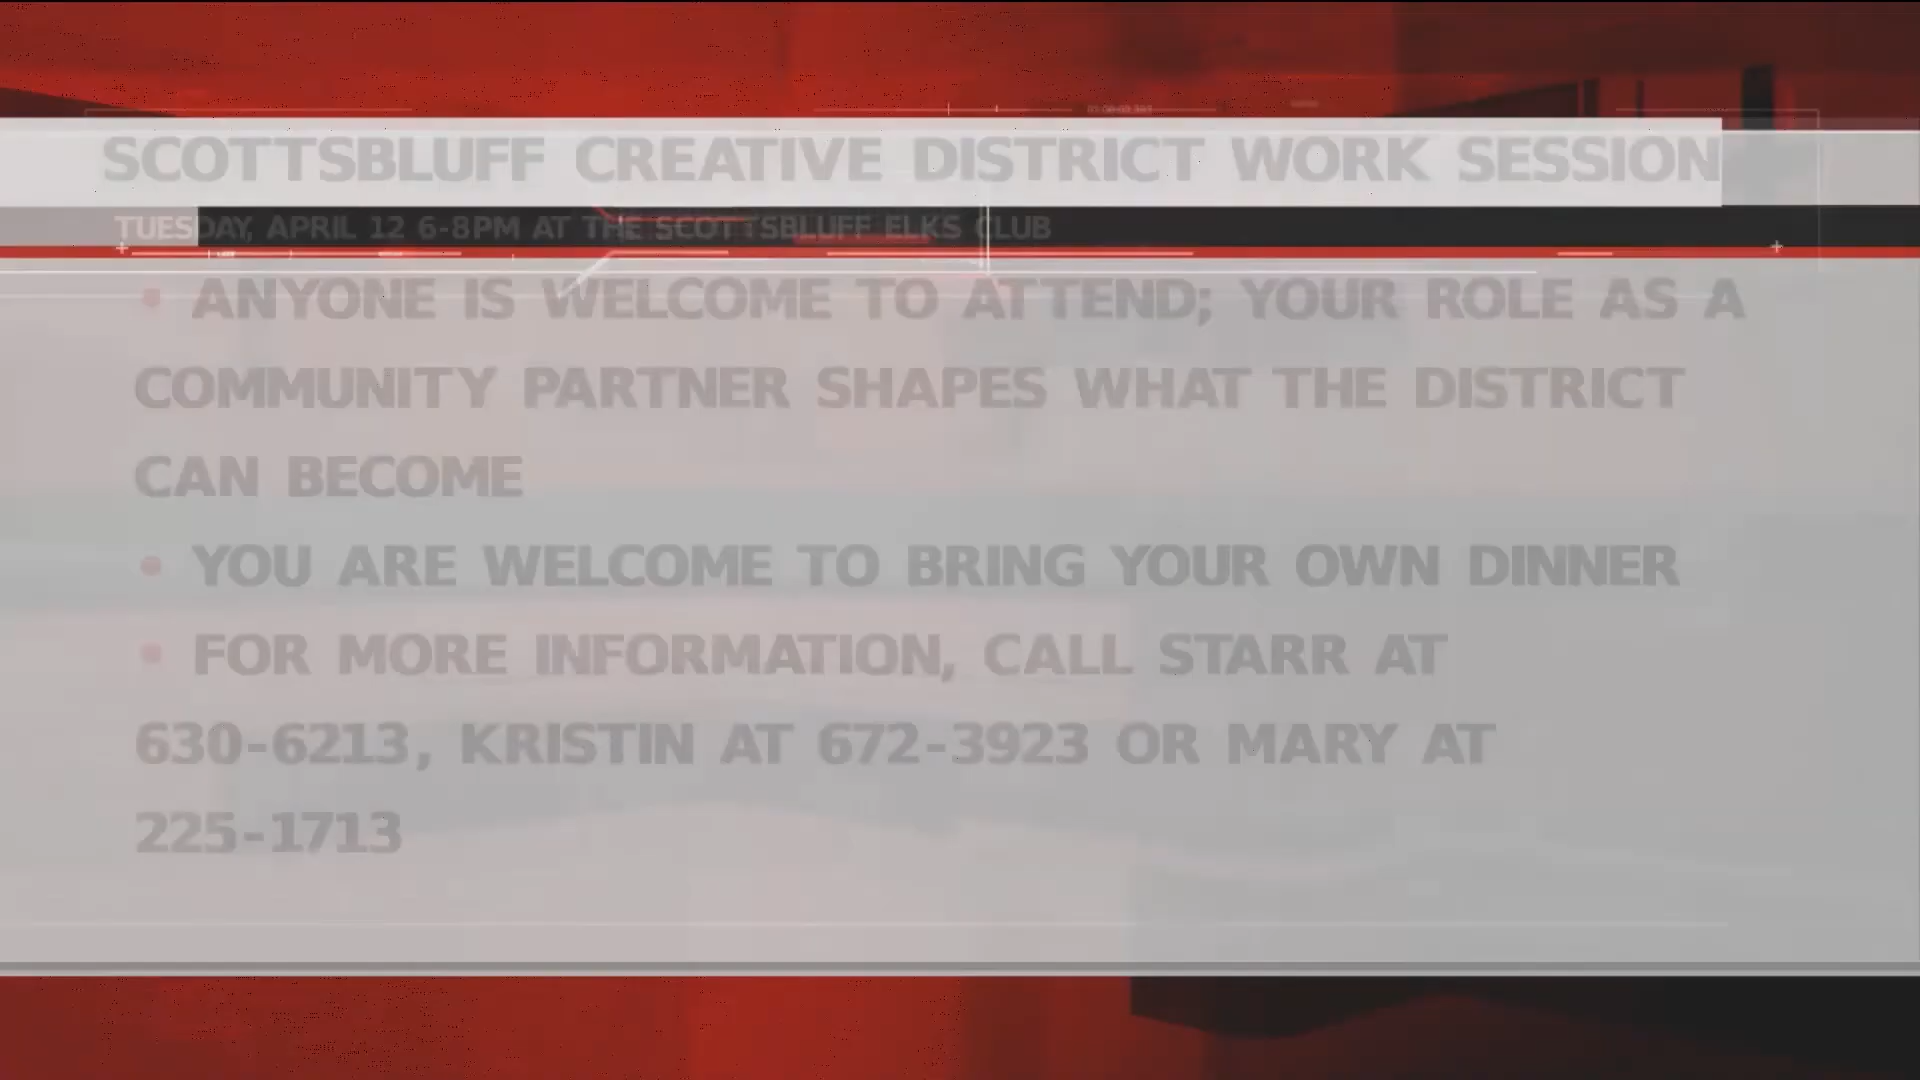 SCOTTSBLUFF CREATIVE DISTRICT WORK SESSION
TUESDAY, APRIL 12 6-8PM AT THE SCOTTSBLUFF ELKS CLUB
• ANYONE IS WELCOME TO ATTEND; YOUR ROLE AS A
COMMUNITY PARTNER SHAPES WHAT THE DISTRICT
CAN BECOME
• YOU ARE WELCOME TO BRING YOUR OWN DINNER
• FOR MORE INFORMATION, CALL STARR AT
630-6213, KRISTIN AT 672-3923 OR MARY AT
225-1713